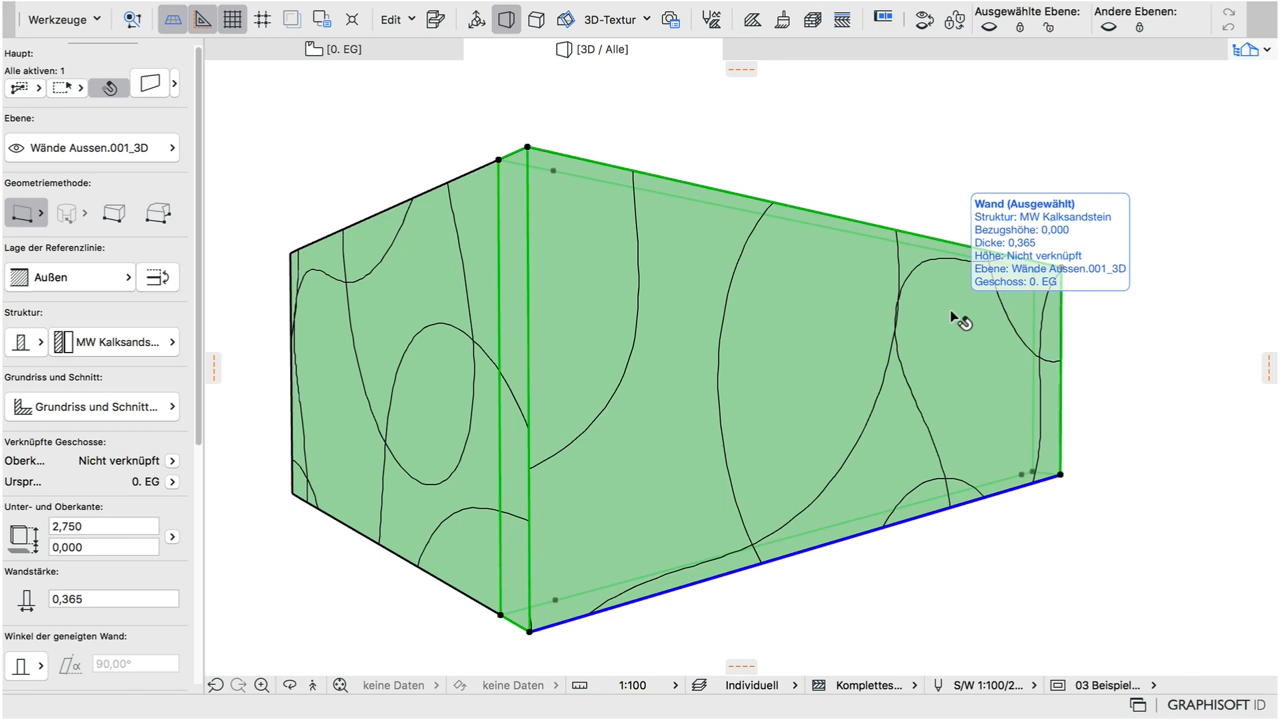 Werkzeuge
Edit
3D-Textur
Ausgewählte Ebene:
Andere Ebenen:
[0. EG]
[3D / Alle]
Haupt:
Alle aktiven: 1
Ebene:
Wände Aussen.001_3D
Geometriemethode:
Lage der Referenzlinie:
Außen
Struktur:
MW Kalksands...
Grundriss und Schnitt:
Grundriss und Schnitt...
Verknüpfte Geschosse:
Oberk... Nicht verknüpft
Urspr... 0. EG
Unter- und Oberkante:
2,750
0,000
Wandstärke:
0,365
Winkel der geneigten Wand:
α 90,00°
Wand (Ausgewählt)
Struktur: MW Kalksandstein
Bezugshöhe: 0,000
Dicke: 0,365
Höhe: Nicht verknüpft
Ebene: Wände Aussen.001_3D
Geschoss: 0. EG
keine Daten
keine Daten
1:100
Individuell
Komplettes...
S/W 1:100/2...
03 Beispiel...
GRAPHISOFT ID